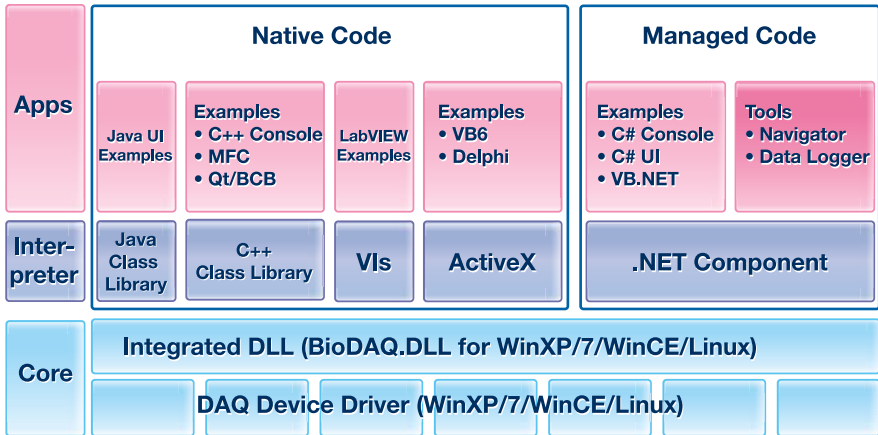 Native Code
Managed Code
Apps
Java UI
Examples
Examples
• C++ Console
• MFC
• Qt/BCB
LabVIEW
Examples
Examples
• VB6
• Delphi
Examples
• C# Console
• C# UI
• VB.NET
Tools
• Navigator
• Data Logger
Inter-
preter
Java
Class
Library
C++
Class Library
VIs
ActiveX
.NET Component
Core
Integrated DLL (BioDAQ.DLL for WinXP/7/WinCE/Linux)
DAQ Device Driver (WinXP/7/WinCE/Linux)